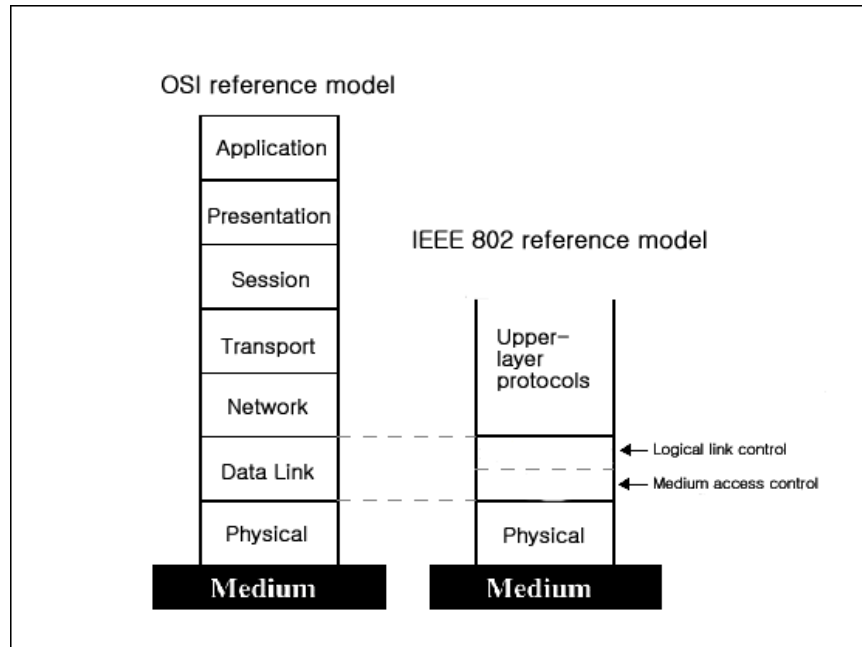 OSI reference model
Application
Presentation
Session
Transport
Network
Data Link
Physical
Medium
IEEE 802 reference model
Upper-
layer
protocols
Logical link control
Medium access control
Physical
Medium